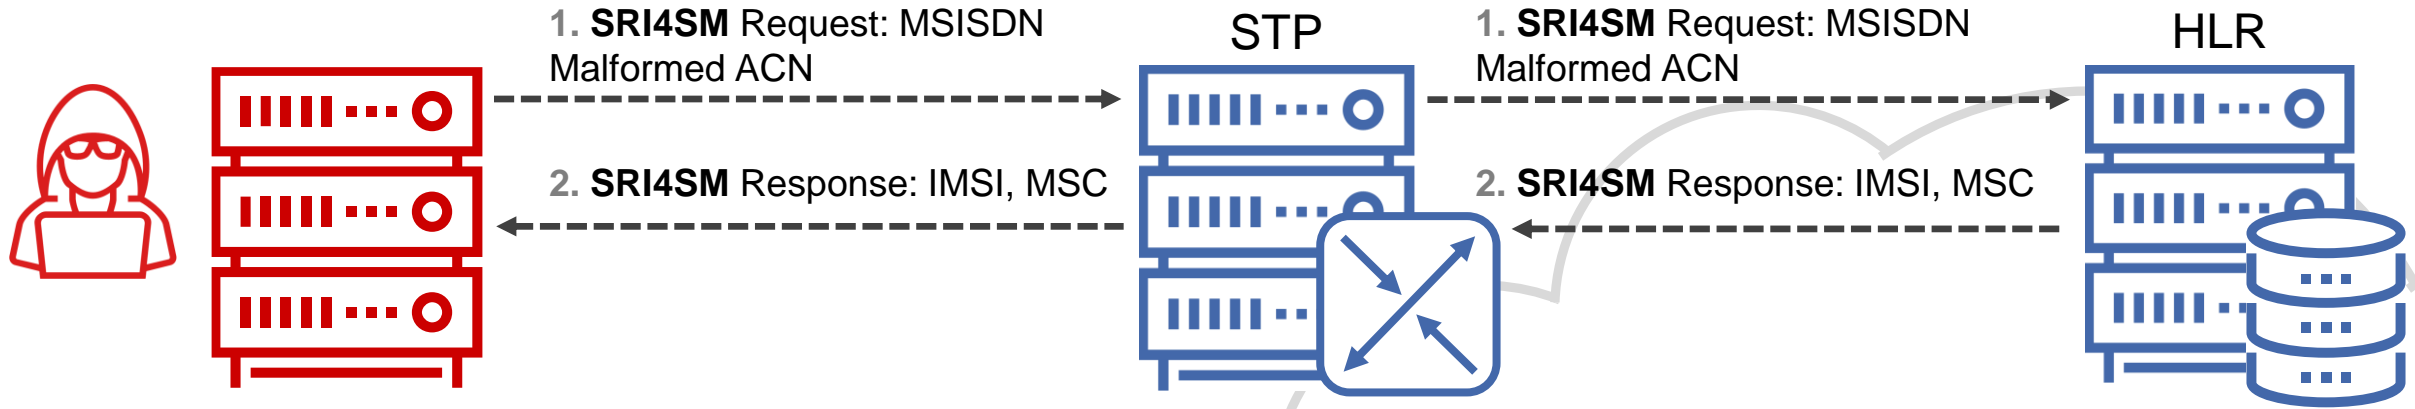 1. SRI4SM Request: MSISDN
Malformed ACN
STP
1. SRI4SM Request: MSISDN
Malformed ACN
HLR
2. SRI4SM Response: IMSI, MSC
2. SRI4SM Response: IMSI, MSC